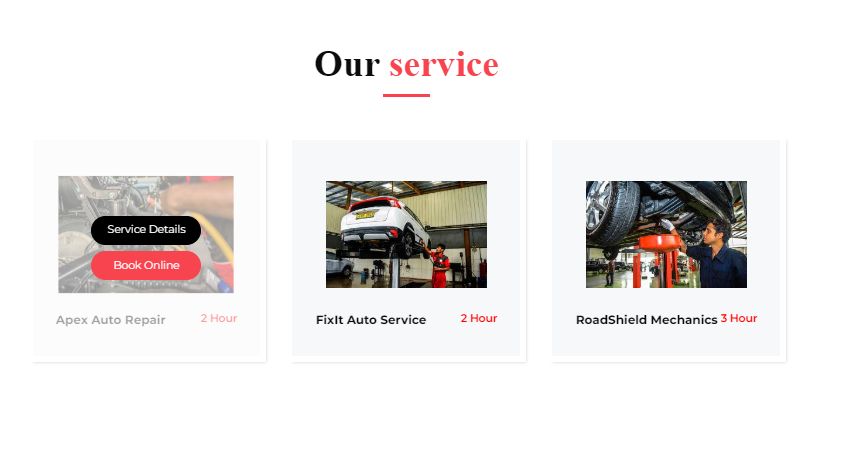 Our service
Service Details
Book Online
Apex Auto Repair 2 Hour
FixIt Auto Service 2 Hour
RoadShield Mechanics 3 Hour